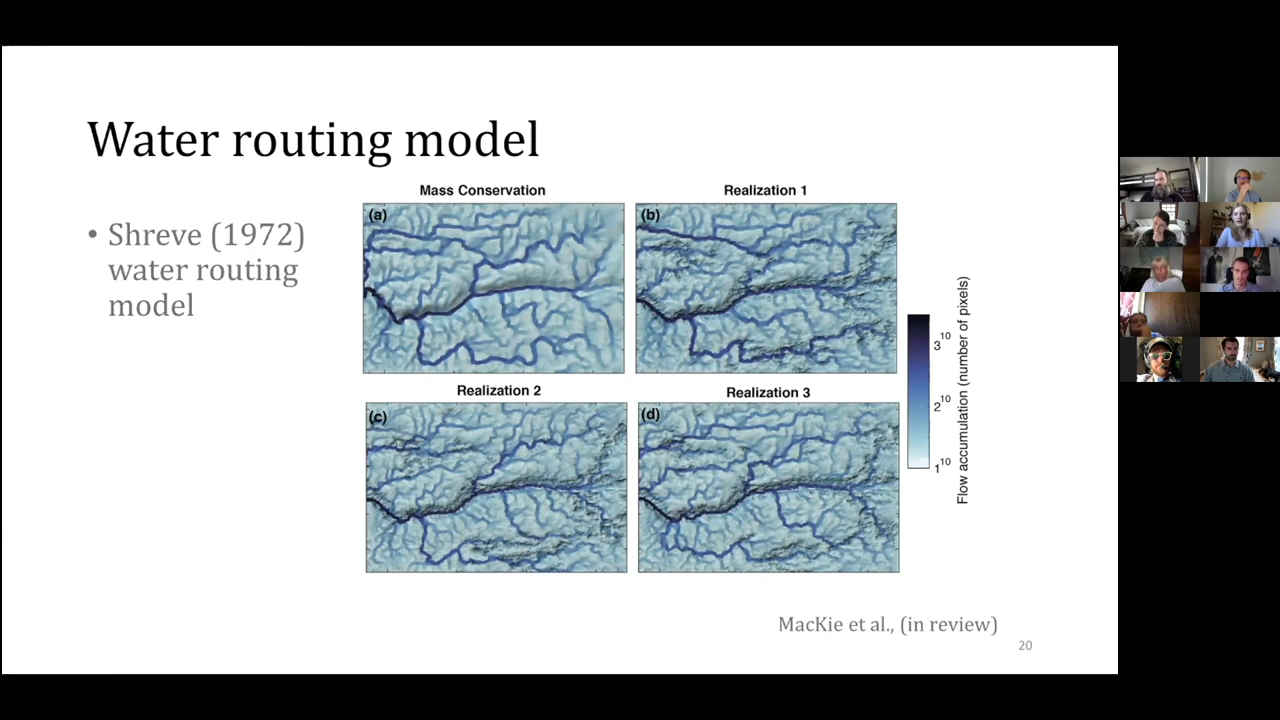 Water routing model
• Shreve (1972)
water routing
model
Mass Conservation
(a)
Realization 1
(b)
Realization 2
(c)
Realization 3
(d)
3^10
2^10
1^10
Flow accumulation (number of pixels)
MacKie et al., (in review)
20